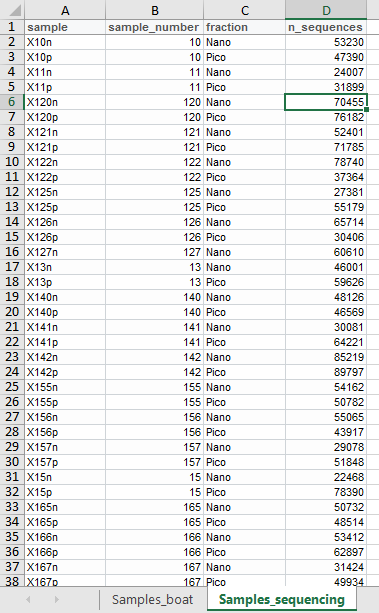 A B C D
1 sample sample_number fraction n_sequences
2 X10n 10 Nano 53230
3 X10p 10 Pico 47390
4 X11n 11 Nano 24007
5 X11p 11 Pico 31899
6 X120n 120 Nano 70455
7 X120p 120 Pico 76182
8 X121n 121 Nano 52401
9 X121p 121 Pico 71785
10 X122n 122 Nano 78740
11 X122p 122 Pico 37364
12 X125n 125 Nano 27381
13 X125p 125 Pico 55179
14 X126n 126 Nano 65714
15 X126p 126 Pico 30406
16 X127n 127 Nano 60610
17 X13n 13 Nano 46001
18 X13p 13 Pico 59626
19 X140n 140 Nano 48126
20 X140p 140 Pico 46569
21 X141n 141 Nano 30081
22 X141p 141 Pico 64221
23 X142n 142 Nano 85219
24 X142p 142 Pico 89797
25 X155n 155 Nano 54162
26 X155p 155 Pico 50782
27 X156n 156 Nano 55065
28 X156p 156 Pico 43917
29 X157n 157 Nano 29078
30 X157p 157 Pico 51848
31 X15n 15 Nano 22468
32 X15p 15 Pico 78390
33 X165n 165 Nano 50732
34 X165p 165 Pico 48514
35 X166n 166 Nano 53412
36 X166p 166 Pico 62897
37 X167n 167 Nano 31424
38 X167p 167 Pico 49934
Samples_boat Samples_sequencing